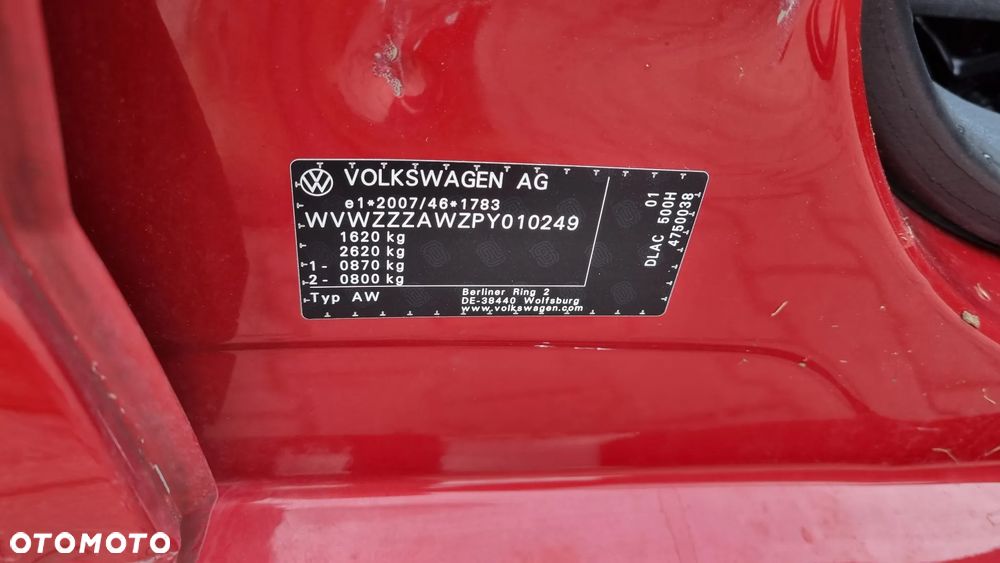 VOLKSWAGEN AG
e1*2007/46*1783
WVWZZZAWZPY010249
1620 kg
2620 kg
1- 0870 kg
2- 0800 kg
Typ AW
Berliner Ring 2
DE-38440 Wolfsburg
www.volkswagen.com
01
DLAC 500H
4750038
OTOMOTO